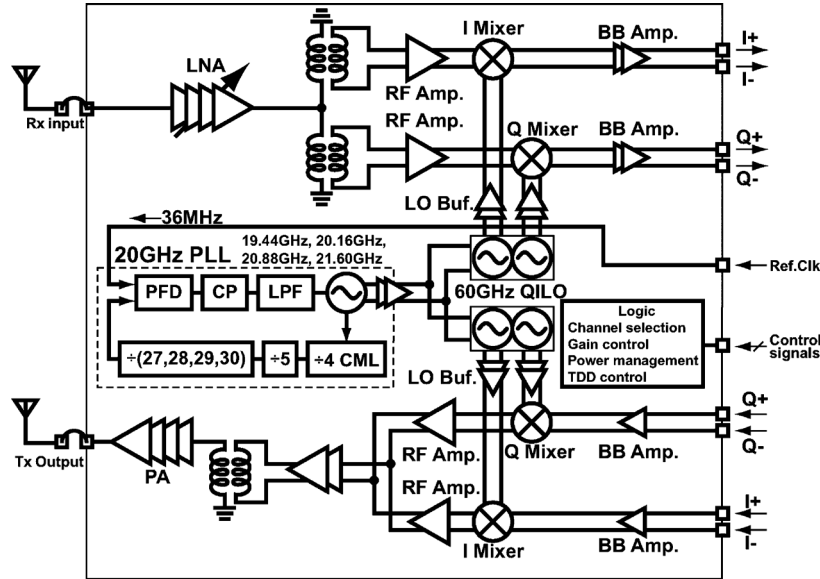 I Mixer
BB Amp.
I+
I-
LNA
Rx input
RF Amp.
RF Amp.
Q Mixer
BB Amp.
Q+
Q-
LO Buf.
36MHz
20GHz PLL
19.44GHz, 20.16GHz,
20.88GHz, 21.60GHz
Ref.Clk
PFD
CP
LPF
60GHz QILO
Logic
Channel selection
Gain control
Power management
TDD control
Control
signals
÷(27,28,29,30)
÷5
÷4 CML
LO Buf.
Q+
Q-
Tx Output
PA
RF Amp.
Q Mixer
BB Amp.
RF Amp.
I+
I-
I Mixer
BB Amp.